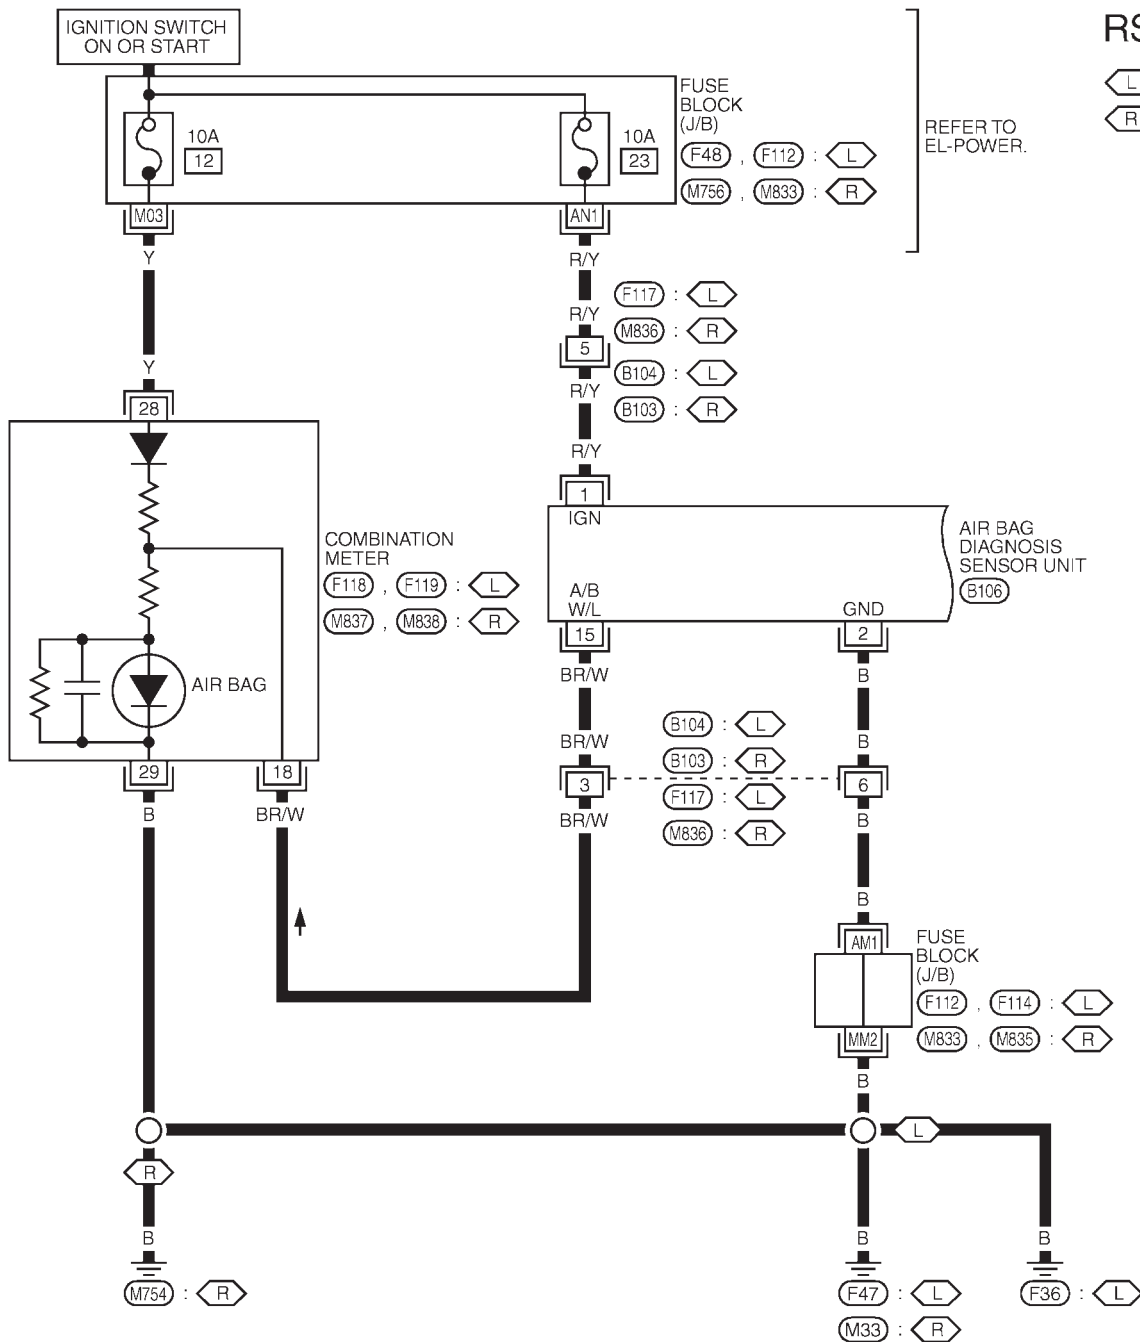 IGNITION SWITCH
ON OR START
RS
L
R
FUSE
BLOCK
(J/B)
F48 , F112 : L
M756 , M833 : R
REFER TO
EL-POWER.
10A
12
10A
23
M03
AN1
Y
R/Y
F117 : L
R/Y
M836 : R
5
Y
B104 : L
R/Y
28
B103 : R
R/Y
1
IGN
COMBINATION
METER
F118 , F119 : L
M837 , M838 : R
AIR BAG
DIAGNOSIS
SENSOR UNIT
B106
A/B
W/L
GND
15
2
BR/W
B
AIR BAG
B104 : L
BR/W
B
B103 : R
29
18
3
6
F117 : L
B
BR/W
BR/W
B
M836 : R
B
AM1
FUSE
BLOCK
(J/B)
F112 , F114 : L
MM2
M833 , M835 : R
B
L
R
B
B
B
M754 : R
F47 : L
F36 : L
M33 : R